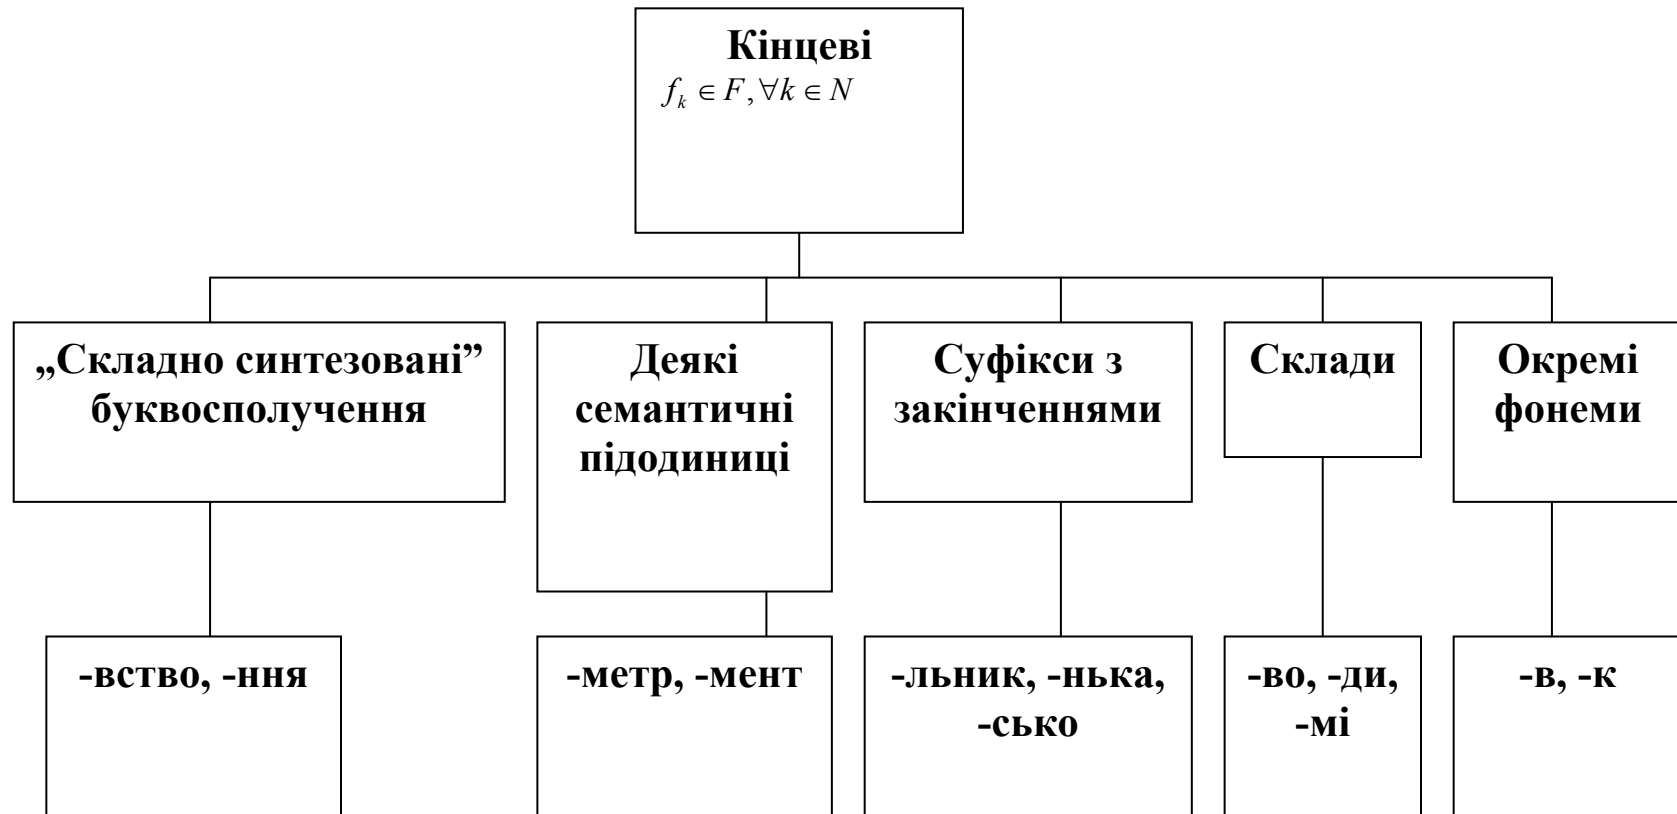 Кінцеві
f_k ∈ F, ∀k ∈ N
„Складно синтезовані”
буквосполучення
Деякі
семантичні
підодиниці
Суфікси з
закінченнями
Склади
Окремі
фонеми
-вство, -ння
-метр, -мент
-льник, -нька,
-сько
-во, -ди,
-мі
-в, -к